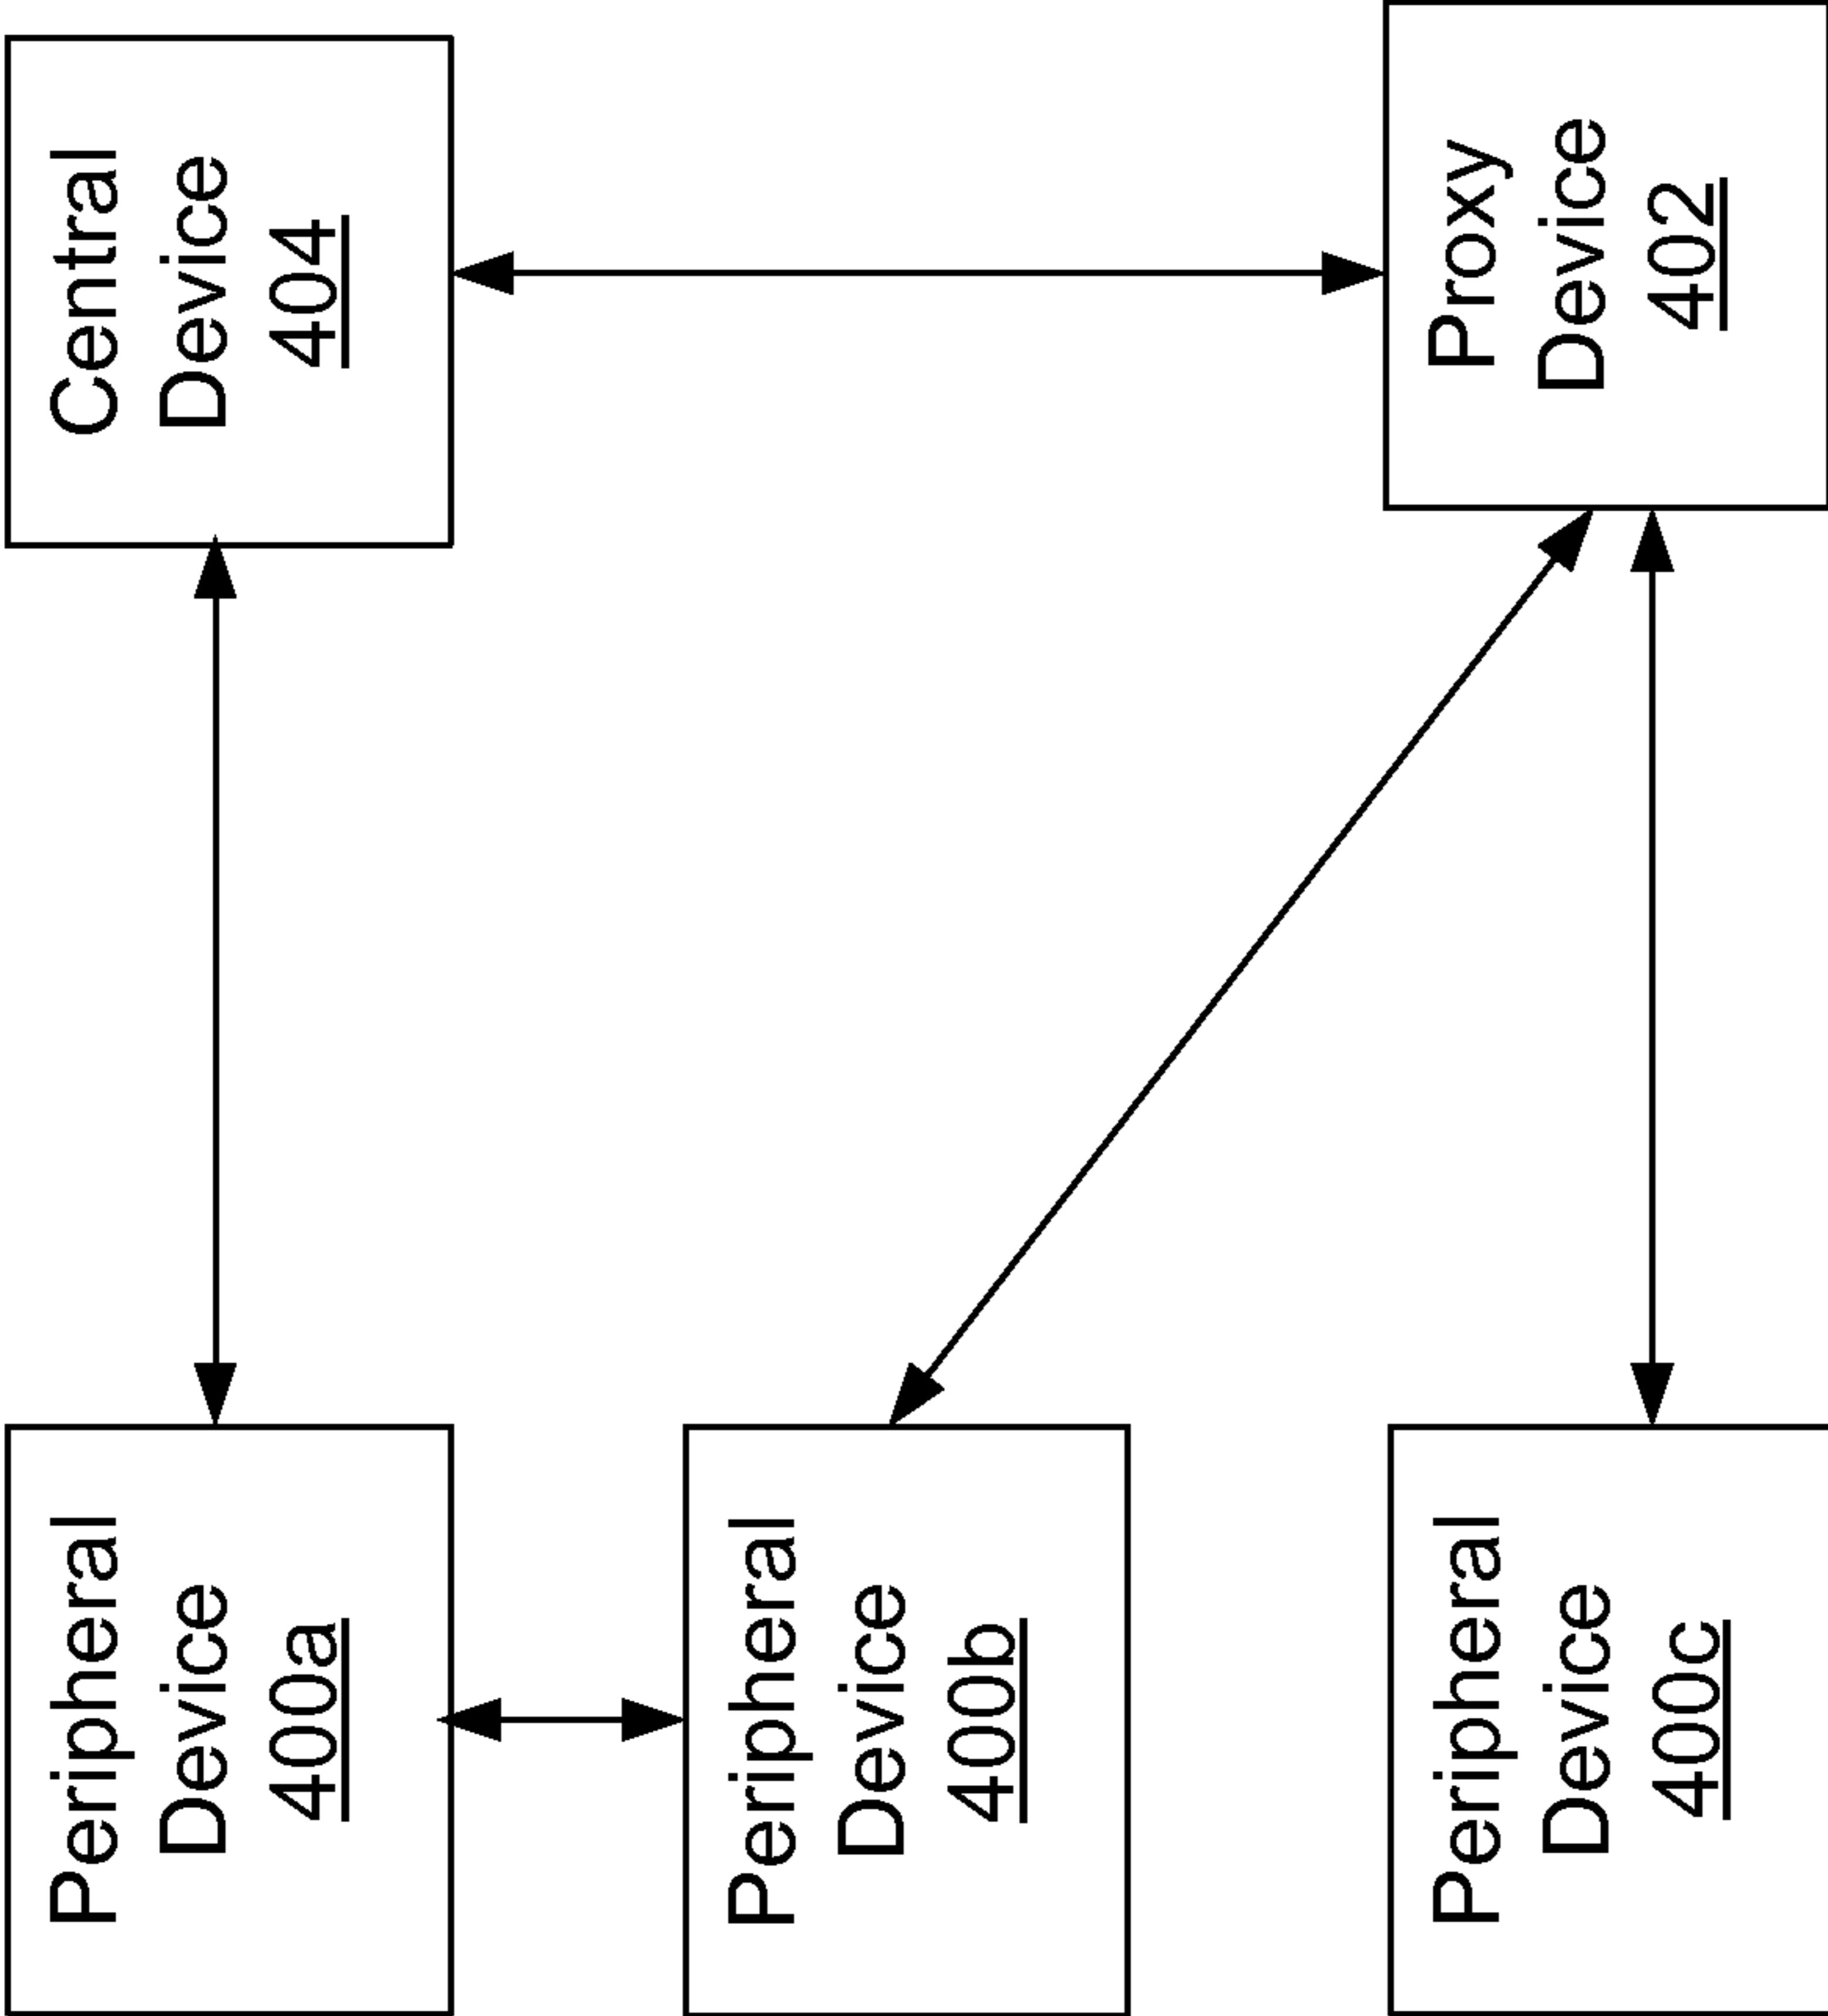 Peripheral
Device
400a
Central
Device
404
Peripheral
Device
400b
Peripheral
Device
400c
Proxy
Device
402